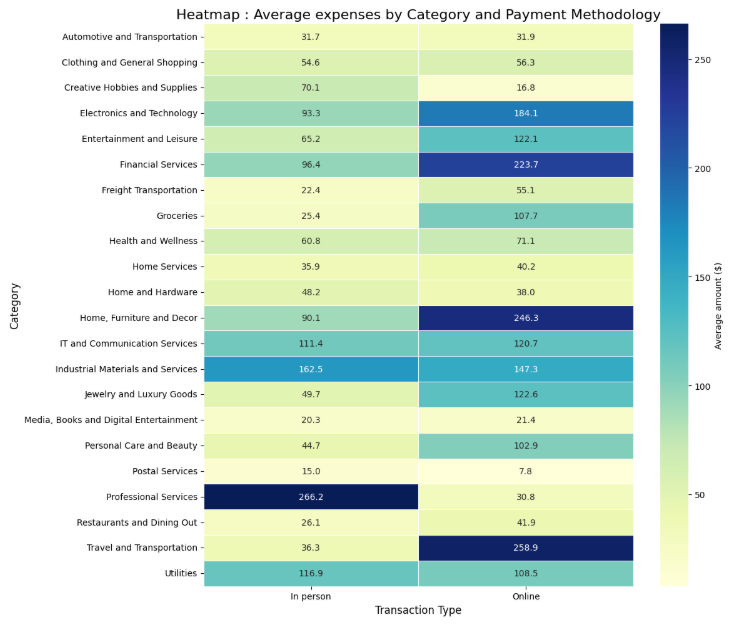 Heatmap : Average expenses by Category and Payment Methodology
Automotive and Transportation 31.7 31.9
Clothing and General Shopping 54.6 56.3
Creative Hobbies and Supplies 70.1 16.8
Electronics and Technology 93.3 184.1
Entertainment and Leisure 65.2 122.1
Financial Services 96.4 223.7
Freight Transportation 22.4 55.1
Groceries 25.4 107.7
Health and Wellness 60.8 71.1
Home Services 35.9 40.2
Home and Hardware 48.2 38.0
Home, Furniture and Decor 90.1 246.3
IT and Communication Services 111.4 120.7
Industrial Materials and Services 162.5 147.3
Jewelry and Luxury Goods 49.7 122.6
Media, Books and Digital Entertainment 20.3 21.4
Personal Care and Beauty 44.7 102.9
Postal Services 15.0 7.8
Professional Services 266.2 30.8
Restaurants and Dining Out 26.1 41.9
Travel and Transportation 36.3 258.9
Utilities 116.9 108.5
In person Online
Transaction Type
Category
250
200
150
100
50
Average amount ($)